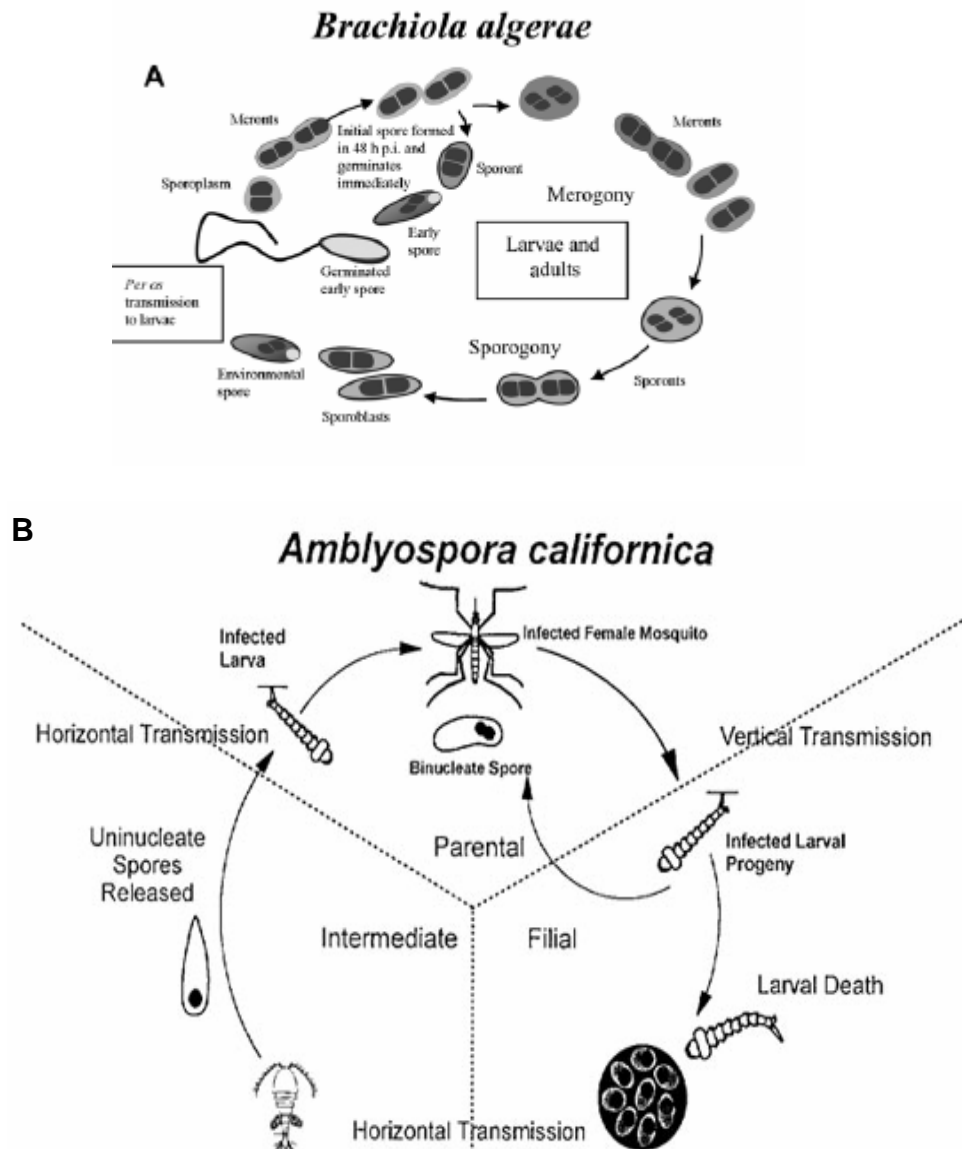 Brachiola algerae
A
Meronts
Initial spore formed
in 48 h p.i. and
germinates
immediately
Sporont
Meronts
Sporoplasm
Merogony
Early
spore
Larvae and
adults
Germinated
early spore
Per os
transmission
to larvae
Environmental
spore
Sporogony
Sporonts
Sporoblasts
B
Amblyospora californica
Infected
Larva
Infected Female Mosquito
Horizontal Transmission
Vertical Transmission
Binucleate Spore
Uninucleate
Spores
Released
Parental
Infected Larval
Progeny
Intermediate
Filial
Larval Death
Horizontal Transmission